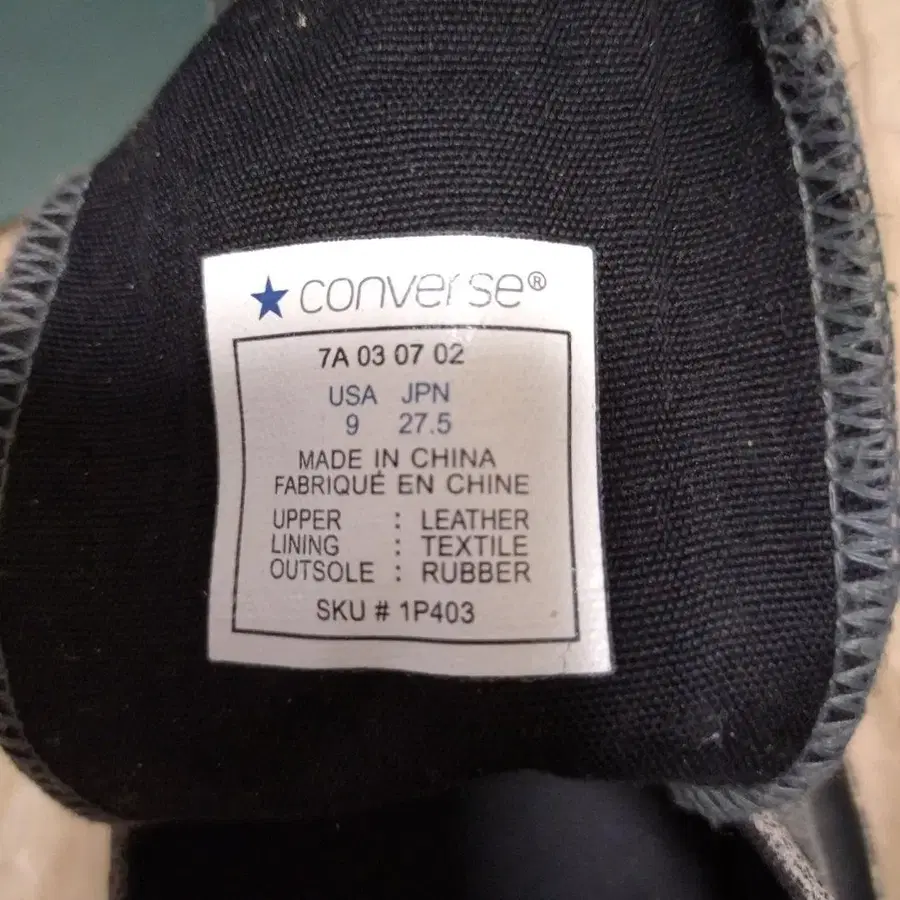 converse®
7A 03 07 02
USA JPN
9 27.5
MADE IN CHINA
FABRIQUÉ EN CHINE
UPPER : LEATHER
LINING : TEXTILE
OUTSOLE : RUBBER
SKU # 1P403